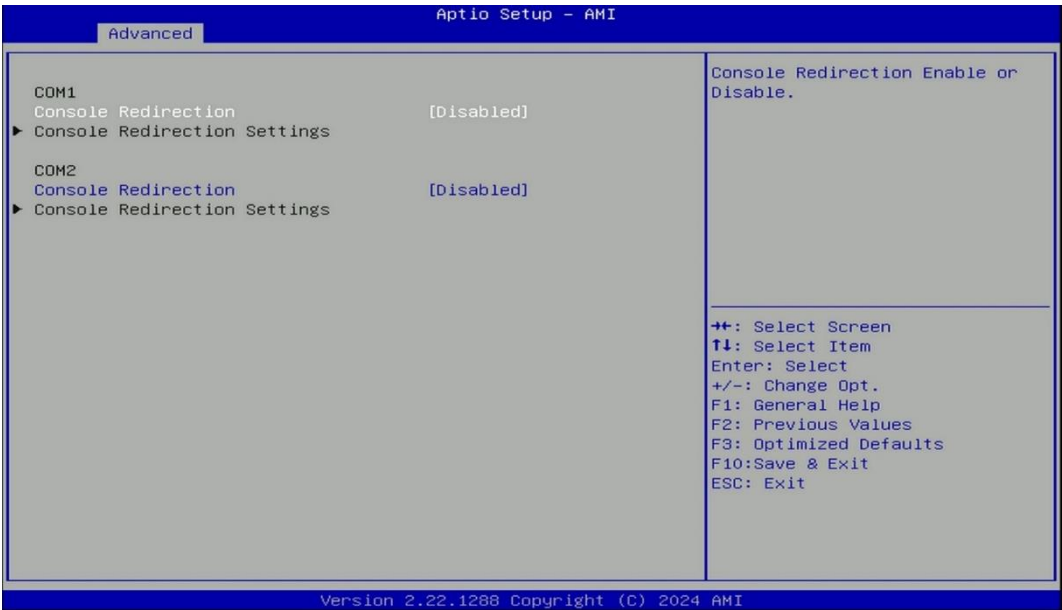 Aptio Setup – AMI
Advanced
COM1
Console Redirection [Disabled]
▶ Console Redirection Settings
COM2
Console Redirection [Disabled]
▶ Console Redirection Settings
Console Redirection Enable or
Disable.
→←: Select Screen
↑↓: Select Item
Enter: Select
+/-: Change Opt.
F1: General Help
F2: Previous Values
F3: Optimized Defaults
F10:Save & Exit
ESC: Exit
Version 2.22.1288 Copyright (C) 2024 AMI